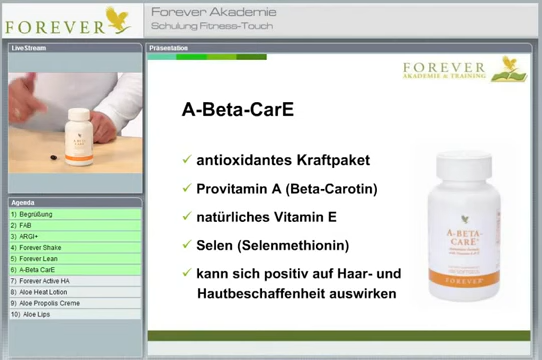 FOREVER
Forever Akademie
Schulung Fitness-Touch
LiveStream
Agenda
1) Begrüßung
2) FAB
3) ARGI+
4) Forever Shake
5) Forever Lean
6) A-Beta CarE
7) Forever Active HA
8) Aloe Heat Lotion
9) Aloe Propolis Creme
10) Aloe Lips
Präsentation
FOREVER
AKADEMIE & TRAINING
A-Beta-CarE
✓ antioxidantes Kraftpaket
✓ Provitamin A (Beta-Carotin)
✓ natürliches Vitamin E
✓ Selen (Selenmethionin)
✓ kann sich positiv auf Haar- und
Hautbeschaffenheit auswirken
A-BETA-
CARE
FOREVER